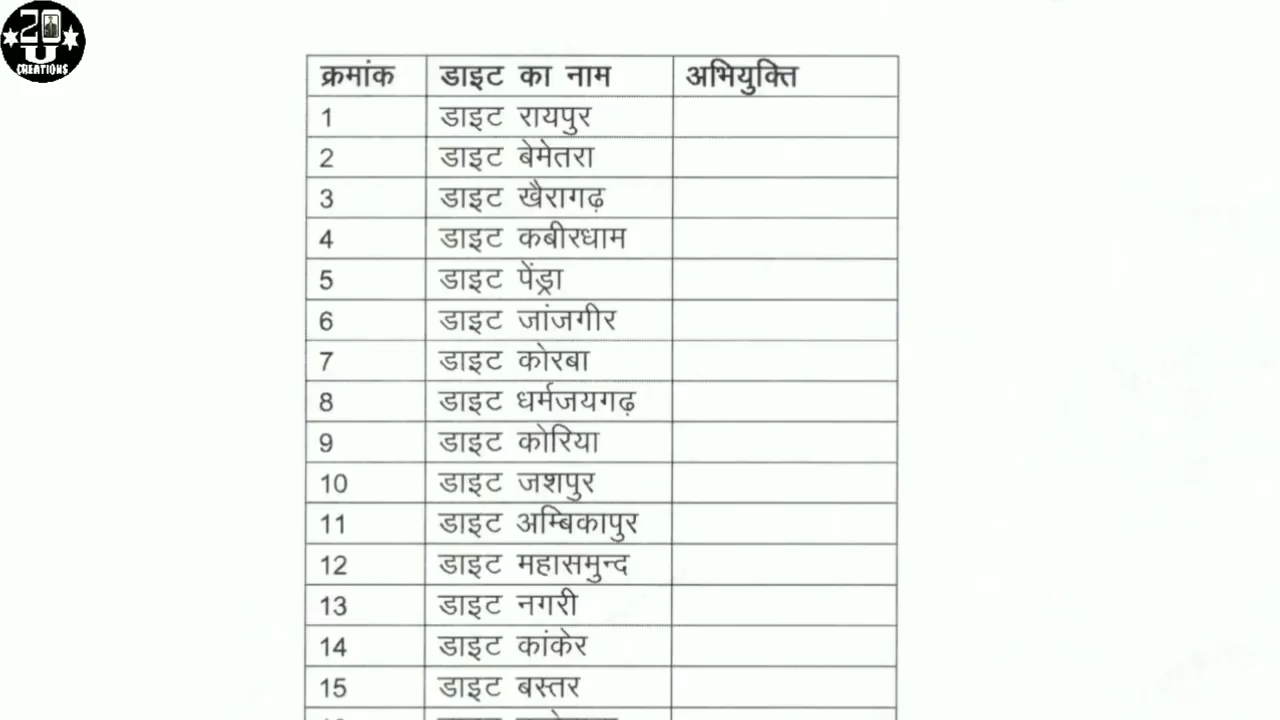 20
U
CREATIONS
क्रमांक डाइट का नाम अभियुक्ति
1 डाइट रायपुर
2 डाइट बेमेतरा
3 डाइट खैरागढ़
4 डाइट कबीरधाम
5 डाइट पेंड्रा
6 डाइट जांजगीर
7 डाइट कोरबा
8 डाइट धर्मजयगढ़
9 डाइट कोरिया
10 डाइट जशपुर
11 डाइट अम्बिकापुर
12 डाइट महासमुन्द
13 डाइट नगरी
14 डाइट कांकेर
15 डाइट बस्तर